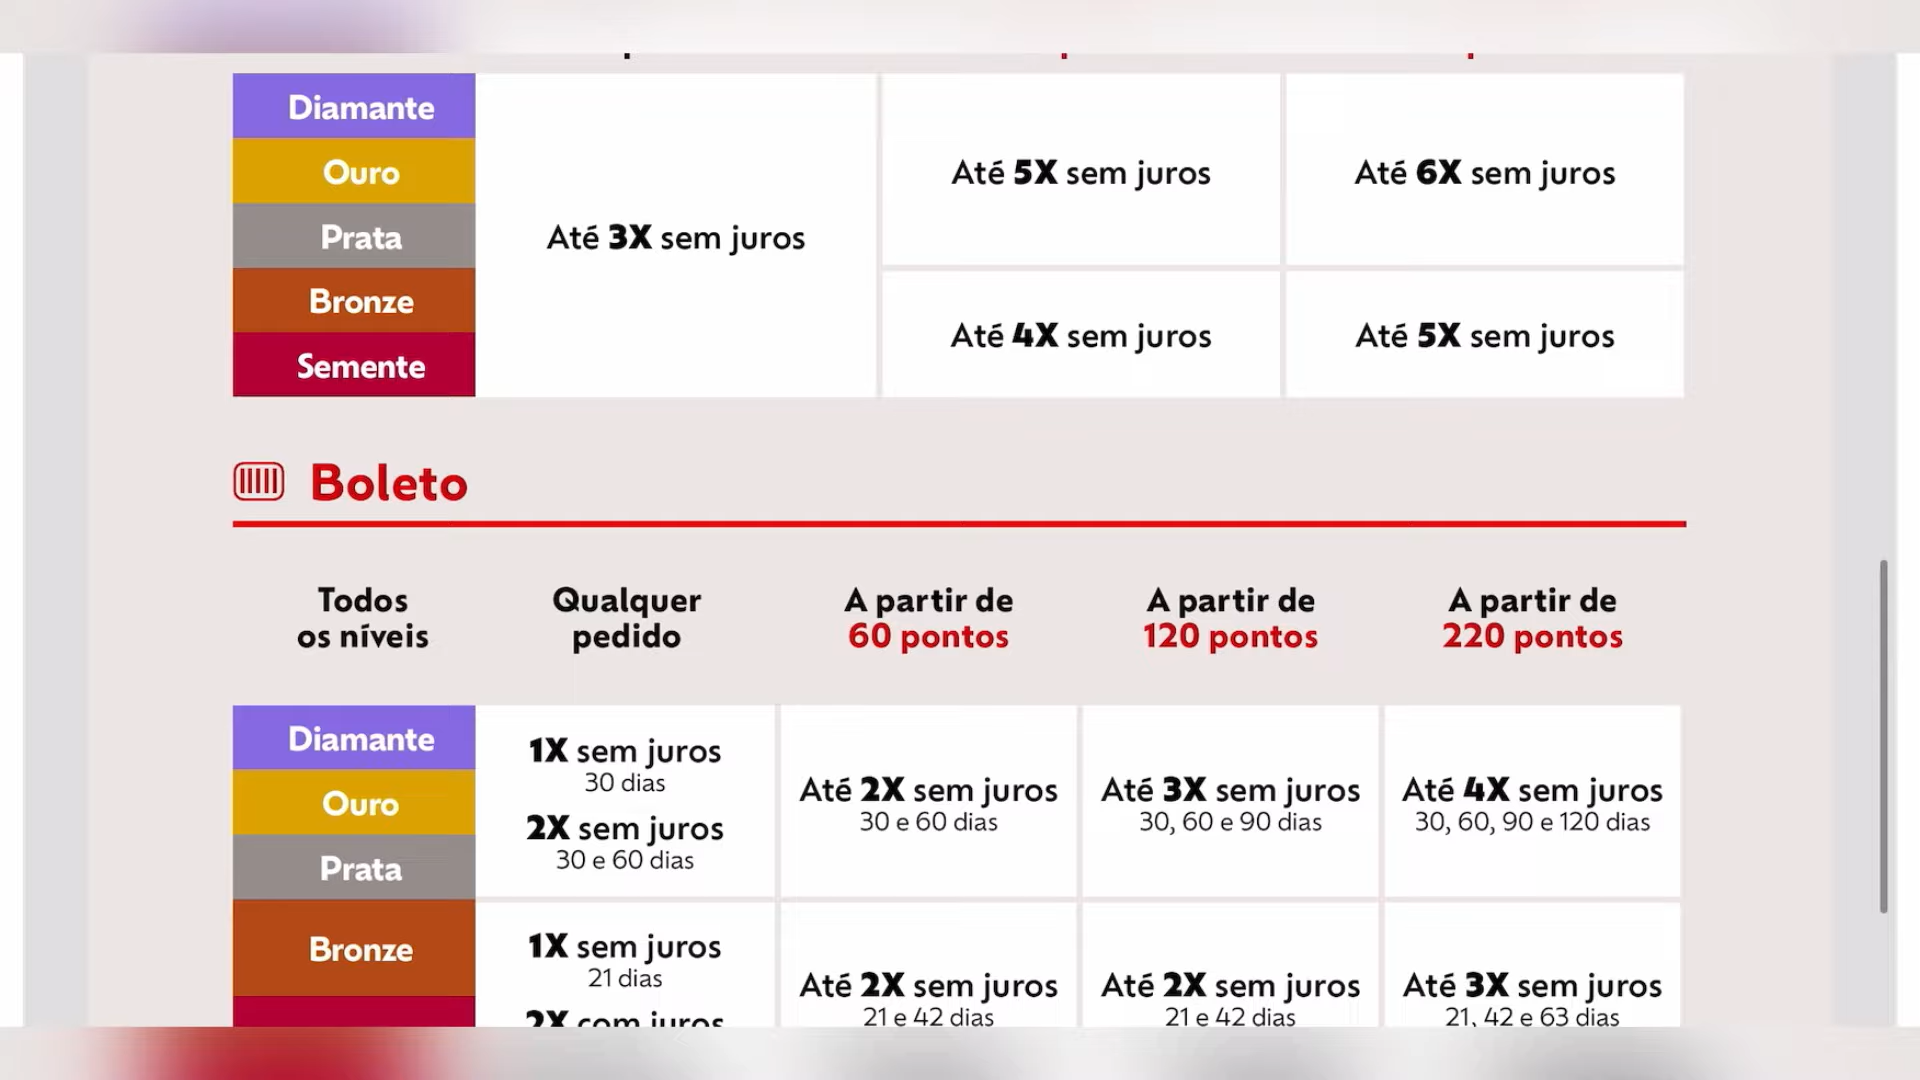 Diamante
Ouro
Prata
Bronze
Semente
Até 3X sem juros
Até 5X sem juros
Até 6X sem juros
Até 4X sem juros
Até 5X sem juros
Boleto
Todos
os níveis
Qualquer
pedido
A partir de
60 pontos
A partir de
120 pontos
A partir de
220 pontos
Diamante
Ouro
Prata
1X sem juros
30 dias
2X sem juros
30 e 60 dias
Até 2X sem juros
30 e 60 dias
Até 3X sem juros
30, 60 e 90 dias
Até 4X sem juros
30, 60, 90 e 120 dias
Bronze
1X sem juros
21 dias
2X com juros
Até 2X sem juros
21 e 42 dias
Até 2X sem juros
21 e 42 dias
Até 3X sem juros
21, 42 e 63 dias